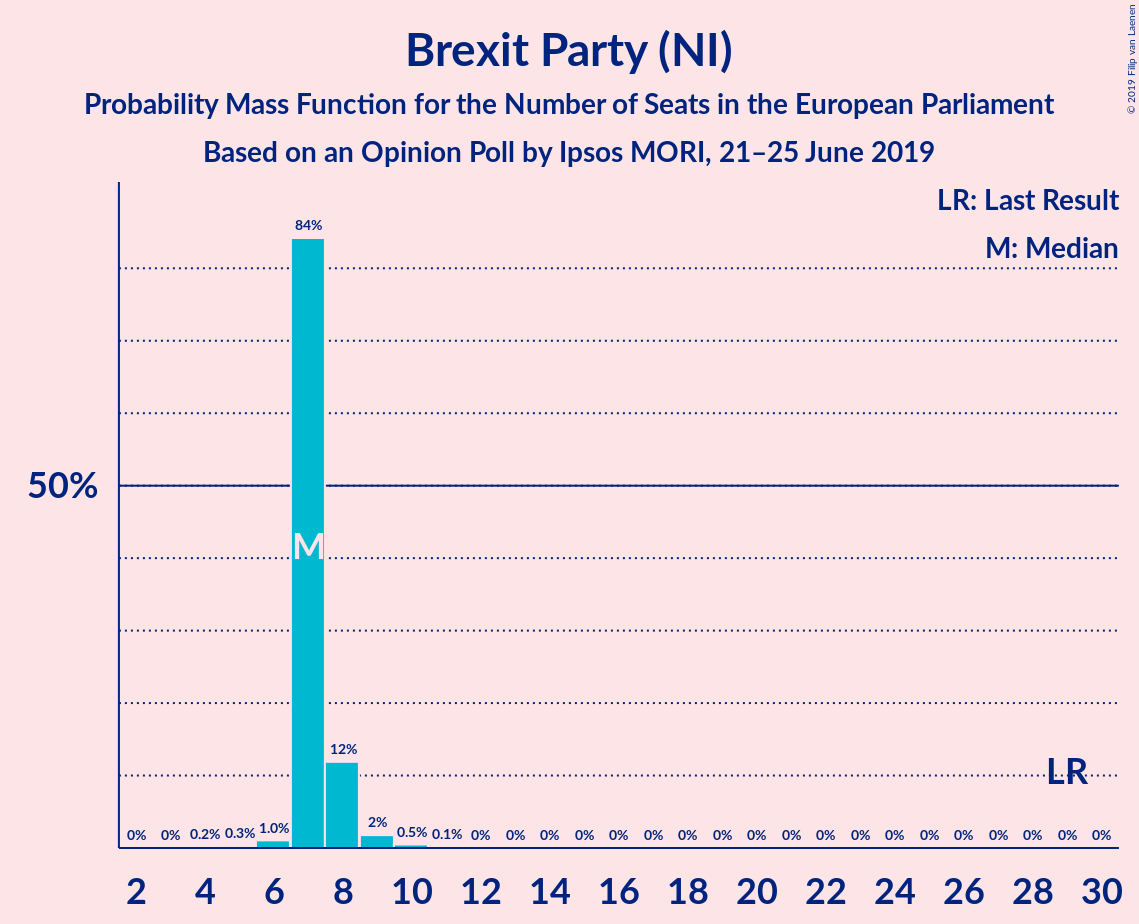 Brexit Party (NI)
Probability Mass Function for the Number of Seats in the European Parliament
Based on an Opinion Poll by Ipsos MORI, 21–25 June 2019
© 2019 Filip van Laenen
LR: Last Result
M: Median
84%
50%
M
12%
LR
0% 0% 0.2% 0.3% 1.0% 2% 0.5% 0.1% 0% 0% 0% 0% 0% 0% 0% 0% 0% 0% 0% 0% 0% 0% 0% 0% 0% 0% 0%
2 4 6 8 10 12 14 16 18 20 22 24 26 28 30